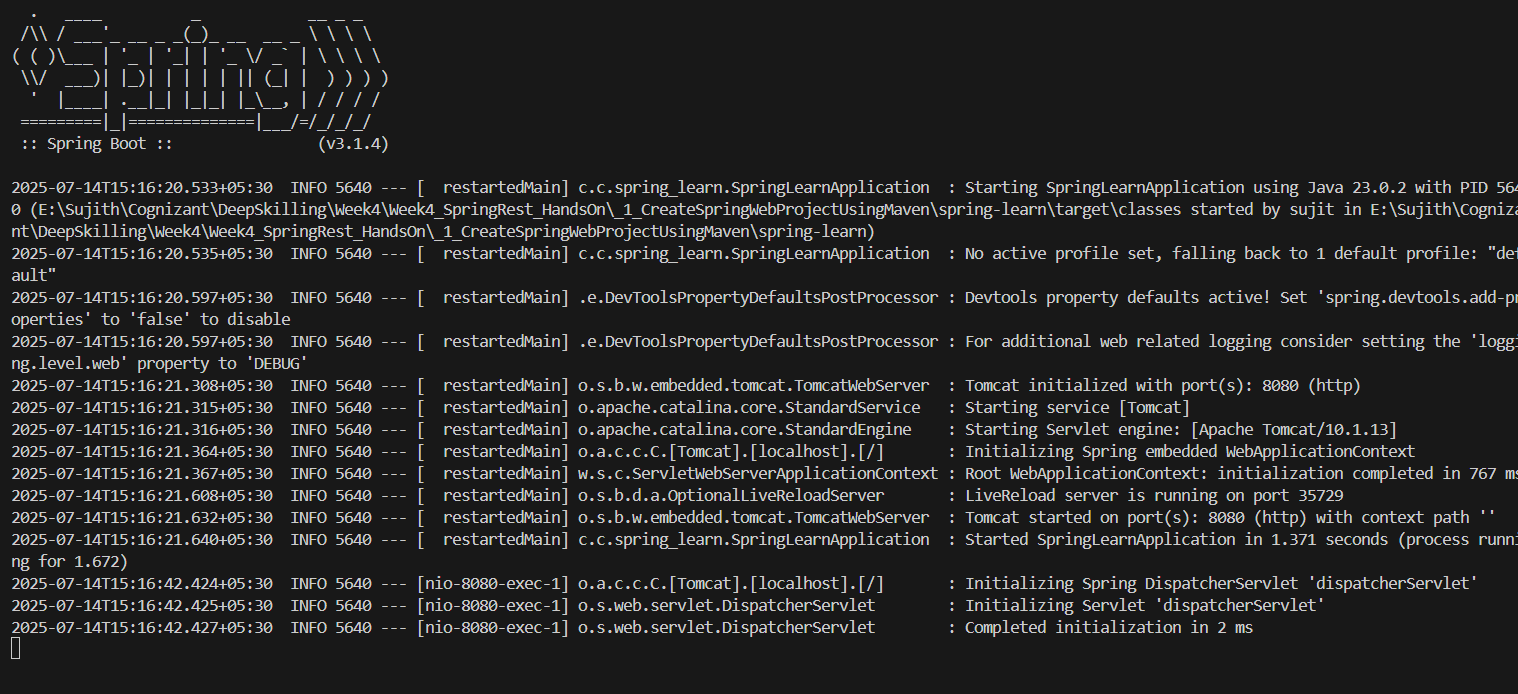 .   ____          _            __ _ _
 /\\ / ___'_ __ _ _(_)_ __  __ _ \ \ \ \
( ( )\___ | '_ | '_| | '_ \/ _` | \ \ \ \
 \\/  ___)| |_)| | | | | || (_| |  ) ) ) )
  '  |____| .__|_| |_|_| |_\__, | / / / /
 =========|_|==============|___/=/_/_/_/
 :: Spring Boot ::                (v3.1.4)
2025-07-14T15:16:20.533+05:30  INFO 5640 --- [  restartedMain] c.c.spring_learn.SpringLearnApplication  : Starting SpringLearnApplication using Java 23.0.2 with PID 564
0 (E:\Sujith\Cognizant\DeepSkilling\Week4\Week4_SpringRest_HandsOn\_1_CreateSpringWebProjectUsingMaven\spring-learn\target\classes started by sujit in E:\Sujith\Cogniza
nt\DeepSkilling\Week4\Week4_SpringRest_HandsOn\_1_CreateSpringWebProjectUsingMaven\spring-learn)
2025-07-14T15:16:20.535+05:30  INFO 5640 --- [  restartedMain] c.c.spring_learn.SpringLearnApplication  : No active profile set, falling back to 1 default profile: "def
ault"
2025-07-14T15:16:20.597+05:30  INFO 5640 --- [  restartedMain] .e.DevToolsPropertyDefaultsPostProcessor : Devtools property defaults active! Set 'spring.devtools.add-pr
operties' to 'false' to disable
2025-07-14T15:16:20.597+05:30  INFO 5640 --- [  restartedMain] .e.DevToolsPropertyDefaultsPostProcessor : For additional web related logging consider setting the 'loggi
ng.level.web' property to 'DEBUG'
2025-07-14T15:16:21.308+05:30  INFO 5640 --- [  restartedMain] o.s.b.w.embedded.tomcat.TomcatWebServer  : Tomcat initialized with port(s): 8080 (http)
2025-07-14T15:16:21.315+05:30  INFO 5640 --- [  restartedMain] o.apache.catalina.core.StandardService   : Starting service [Tomcat]
2025-07-14T15:16:21.316+05:30  INFO 5640 --- [  restartedMain] o.apache.catalina.core.StandardEngine    : Starting Servlet engine: [Apache Tomcat/10.1.13]
2025-07-14T15:16:21.364+05:30  INFO 5640 --- [  restartedMain] o.a.c.c.C.[Tomcat].[localhost].[/]       : Initializing Spring embedded WebApplicationContext
2025-07-14T15:16:21.367+05:30  INFO 5640 --- [  restartedMain] w.s.c.ServletWebServerApplicationContext : Root WebApplicationContext: initialization completed in 767 ms
2025-07-14T15:16:21.608+05:30  INFO 5640 --- [  restartedMain] o.s.b.d.a.OptionalLiveReloadServer       : LiveReload server is running on port 35729
2025-07-14T15:16:21.632+05:30  INFO 5640 --- [  restartedMain] o.s.b.w.embedded.tomcat.TomcatWebServer  : Tomcat started on port(s): 8080 (http) with context path ''
2025-07-14T15:16:21.640+05:30  INFO 5640 --- [  restartedMain] c.c.spring_learn.SpringLearnApplication  : Started SpringLearnApplication in 1.371 seconds (process runni
ng for 1.672)
2025-07-14T15:16:42.424+05:30  INFO 5640 --- [nio-8080-exec-1] o.a.c.c.C.[Tomcat].[localhost].[/]       : Initializing Spring DispatcherServlet 'dispatcherServlet'
2025-07-14T15:16:42.425+05:30  INFO 5640 --- [nio-8080-exec-1] o.s.web.servlet.DispatcherServlet        : Initializing Servlet 'dispatcherServlet'
2025-07-14T15:16:42.427+05:30  INFO 5640 --- [nio-8080-exec-1] o.s.web.servlet.DispatcherServlet        : Completed initialization in 2 ms